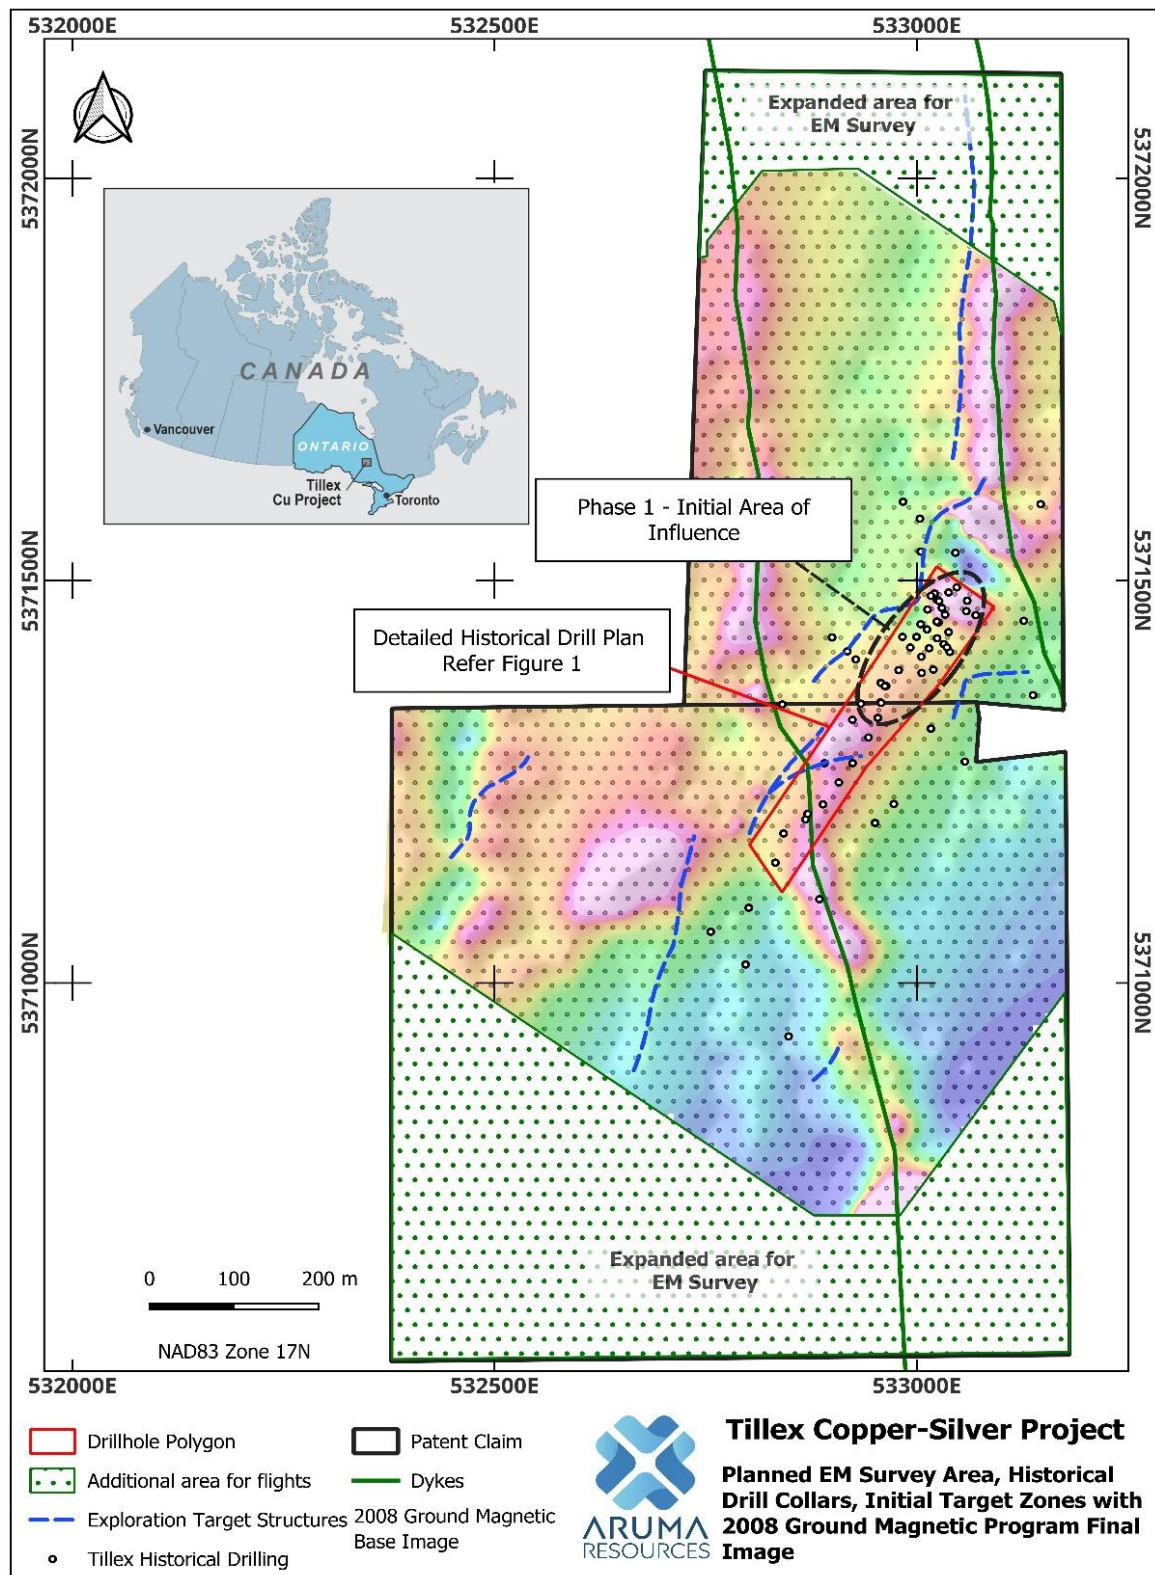 532000E
532500E
533000E
Expanded area for
EM Survey
5372000N
5372000N
CANADA
Vancouver
ONTARIO
Tillex
Cu Project
Toronto
Phase 1 - Initial Area of
Influence
5371500N
5371500N
Detailed Historical Drill Plan
Refer Figure 1
5371000N
5371000N
Expanded area for
EM Survey
0 100 200 m
NAD83 Zone 17N
532000E
532500E
533000E
Drillhole Polygon
Additional area for flights
Exploration Target Structures
Tillex Historical Drilling
Patent Claim
Dykes
2008 Ground Magnetic
Base Image
ARUMA
RESOURCES
Tillex Copper-Silver Project
Planned EM Survey Area, Historical
Drill Collars, Initial Target Zones with
2008 Ground Magnetic Program Final
Image